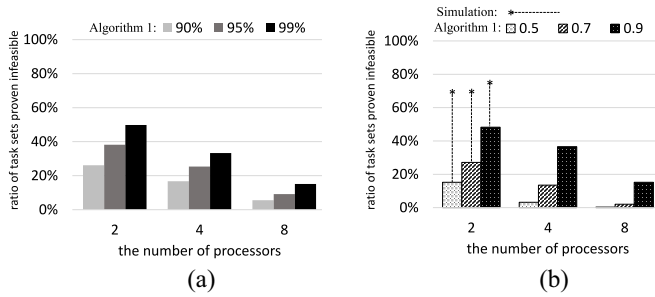 Algorithm 1: 90% 95% 99%
100%
80%
60%
40%
20%
0%
ratio of task sets proven infeasible
2 4 8
the number of processors
(a)
Simulation: *
Algorithm 1: 0.5 0.7 0.9
100%
80%
60%
40%
20%
0%
ratio of task sets proven infeasible
* * *
2 4 8
the number of processors
(b)